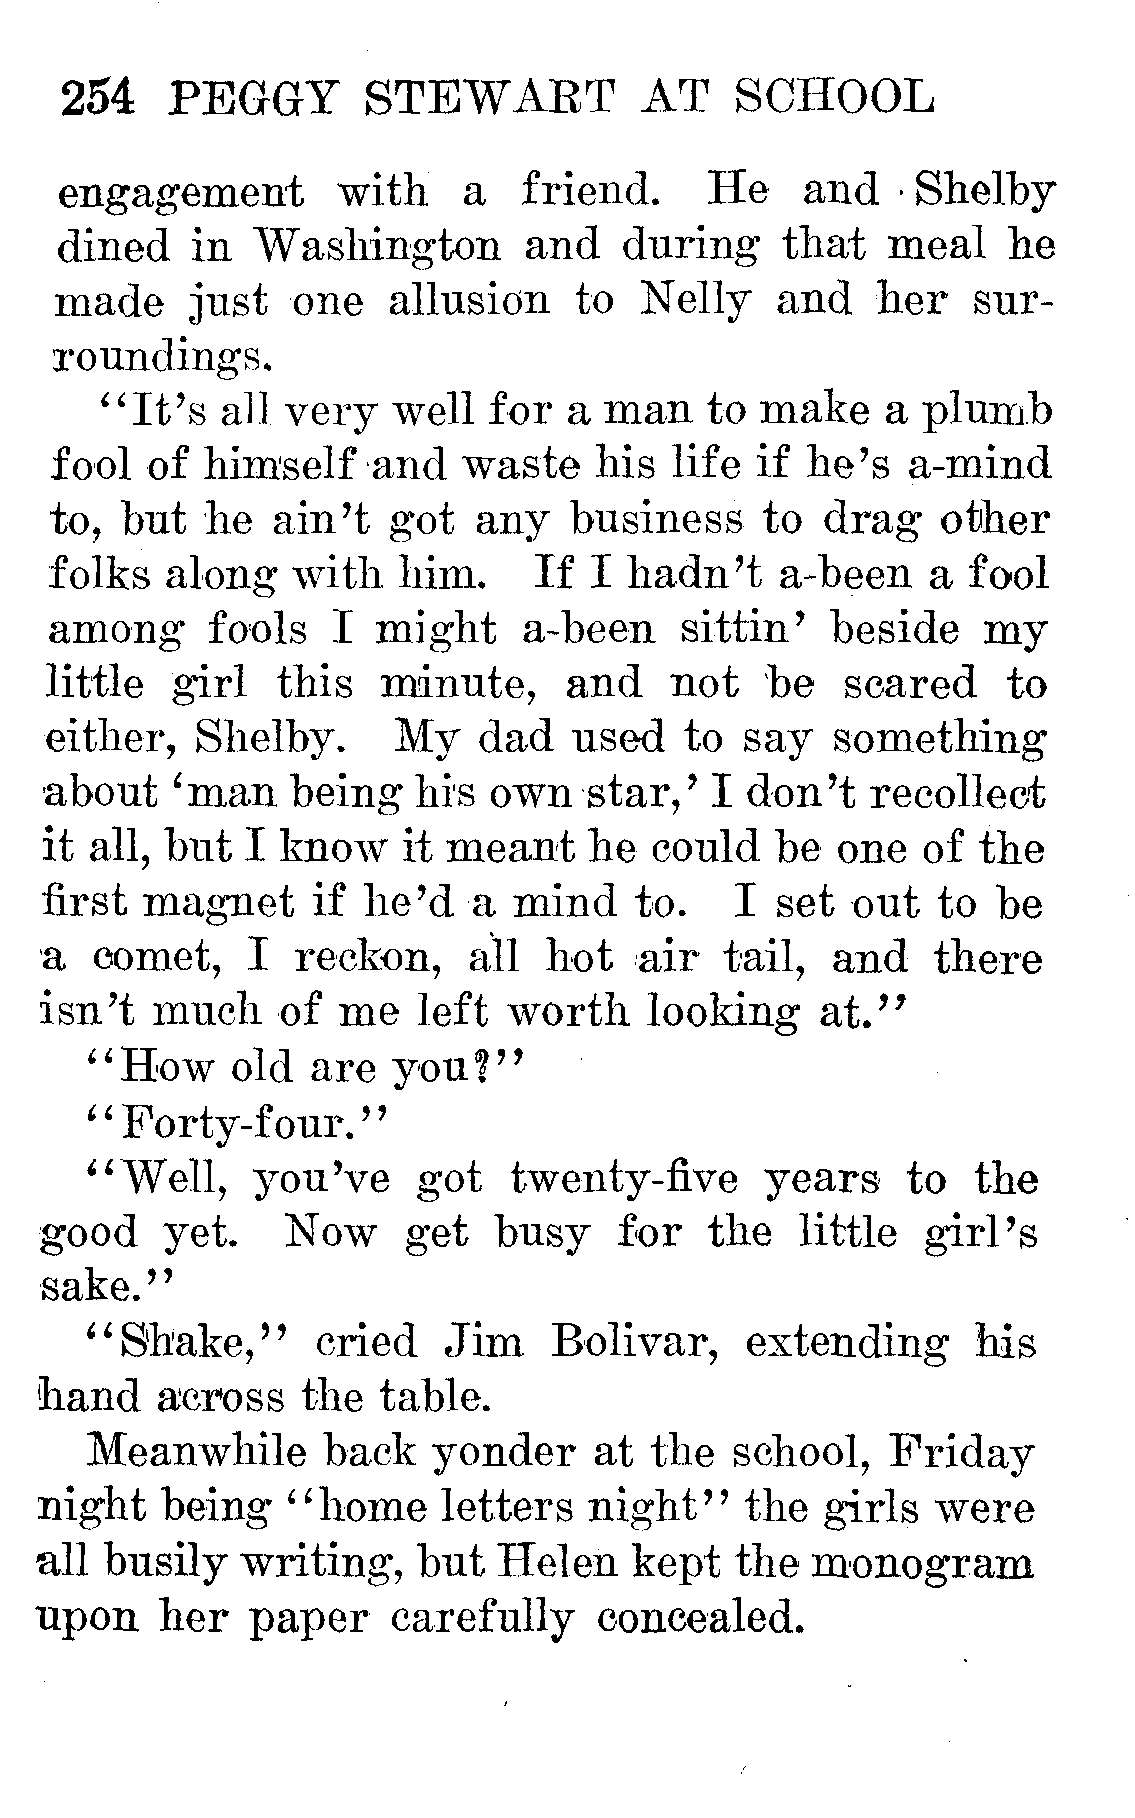 254 PEGGY STEWART AT SCHOOL
engagement with a friend. He and Shelby
dined in Washington and during that meal he
made just one allusion to Nelly and her sur-
roundings.
"It's all very well for a man to make a plumb
fool of himself and waste his life if he's a-mind
to, but he ain't got any business to drag other
folks along with him. If I hadn't a-been a fool
among fools I might a-been sittin' beside my
little girl this minute, and not be scared to
either, Shelby. My dad used to say something
about 'man being his own star,' I don't recollect
it all, but I know it meant he could be one of the
first magnet if he'd a mind to. I set out to be
a comet, I reckon, all hot air tail, and there
isn't much of me left worth looking at."
"How old are you?"
"Forty-four."
"Well, you've got twenty-five years to the
good yet. Now get busy for the little girl's
sake."
"Shake," cried Jim Bolivar, extending his
hand across the table.
Meanwhile back yonder at the school, Friday
night being "home letters night" the girls were
all busily writing, but Helen kept the monogram
upon her paper carefully concealed.